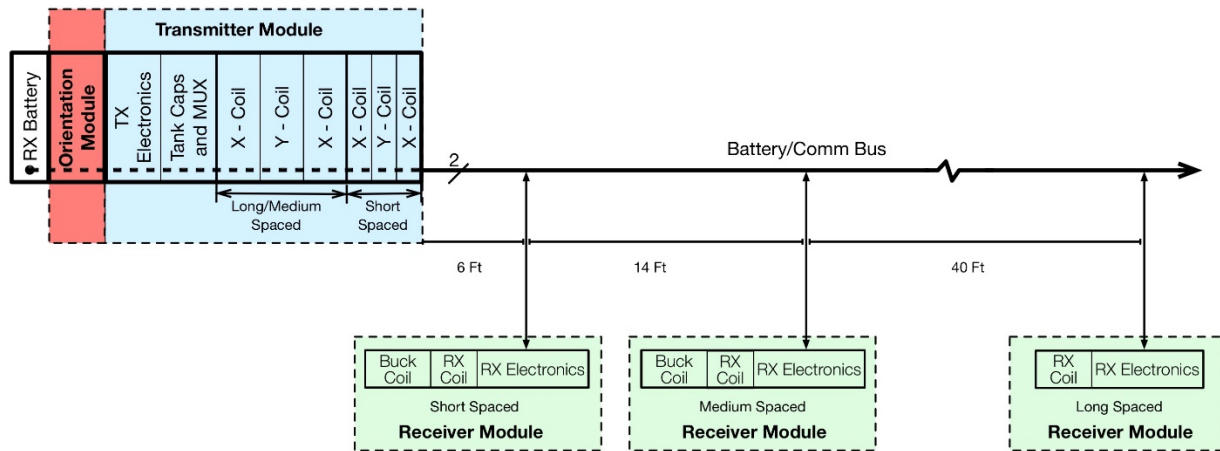 Transmitter Module
RX Battery
iOrientation
Module
TX
Electronics
Tank Caps
and MUX
X - Coil
Y - Coil
X - Coil
X - Coil
Y - Coil
X - Coil
Long/Medium
Spaced
Short
Spaced
2
Battery/Comm Bus
6 Ft
14 Ft
40 Ft
Buck
Coil
RX
Coil
RX Electronics
Short Spaced
Receiver Module
Buck
Coil
RX
Coil
RX Electronics
Medium Spaced
Receiver Module
RX
Coil
RX Electronics
Long Spaced
Receiver Module